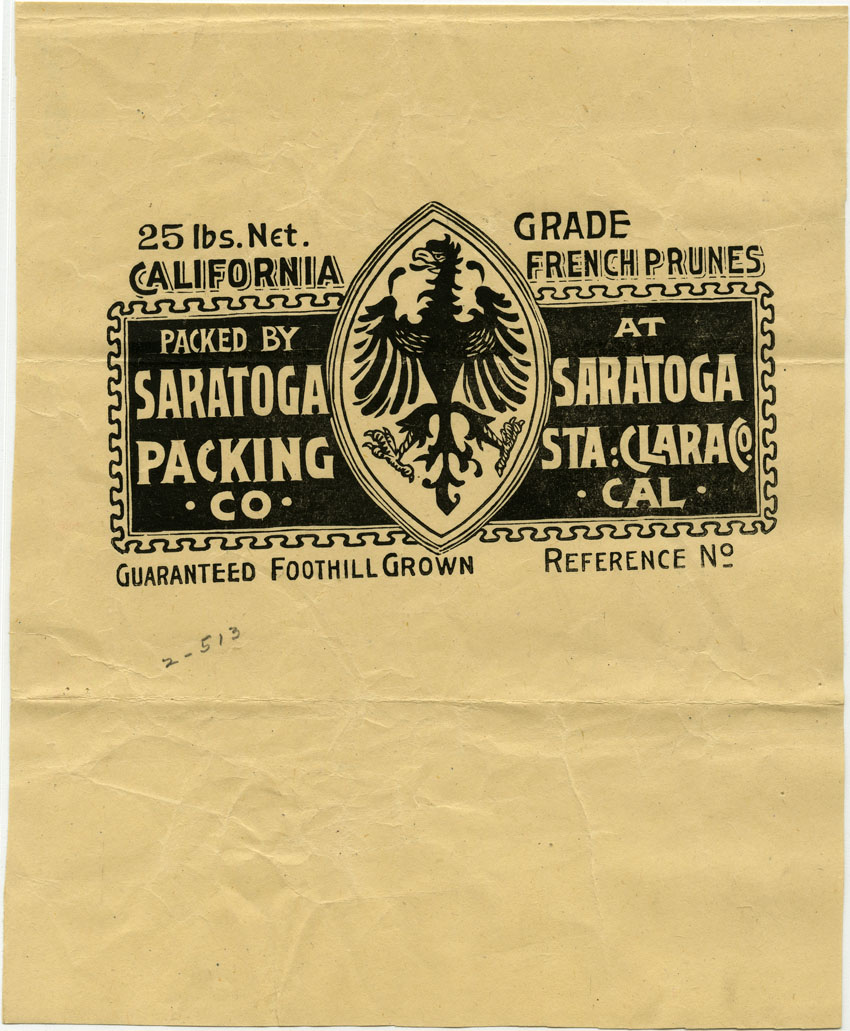 25 lbs. Net.
CALIFORNIA
GRADE
FRENCH PRUNES
PACKED BY
SARATOGA
PACKING
· CO ·
AT
SARATOGA
STA: CLARA CO.
· CAL ·
GUARANTEED FOOTHILL GROWN
REFERENCE No
2-513